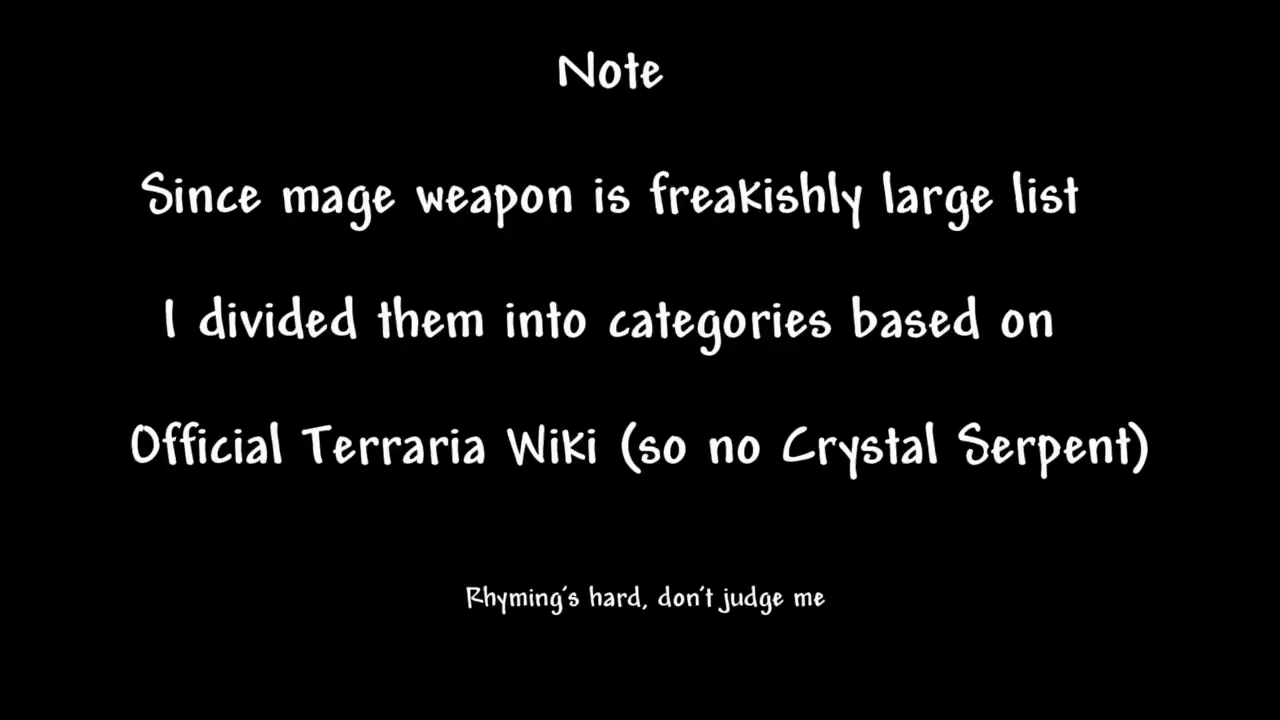 Note
Since mage weapon is freakishly large list
I divided them into categories based on
Official Terraria Wiki (so no Crystal Serpent)
Rhyming's hard, don't judge me